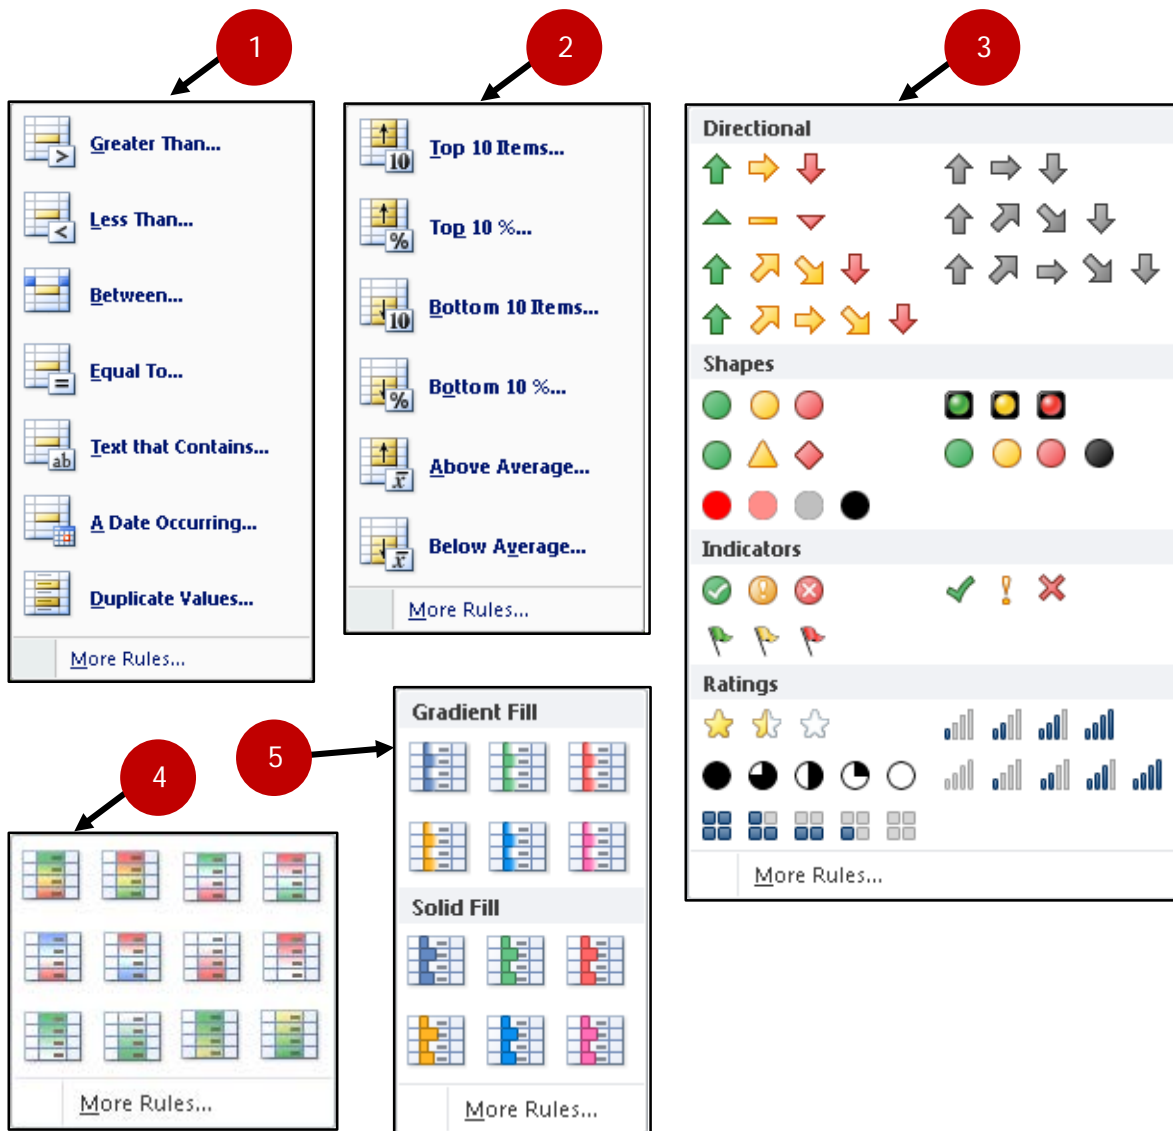 1
2
3
Greater Than...
Less Than...
Between...
Equal To...
Text that Contains...
A Date Occurring...
Duplicate Values...
More Rules...
Top 10 Items...
Top 10 %...
Bottom 10 Items...
Bottom 10 %...
Above Average...
Below Average...
More Rules...
Directional
Shapes
Indicators
Ratings
More Rules...
4
5
More Rules...
Gradient Fill
Solid Fill
More Rules...